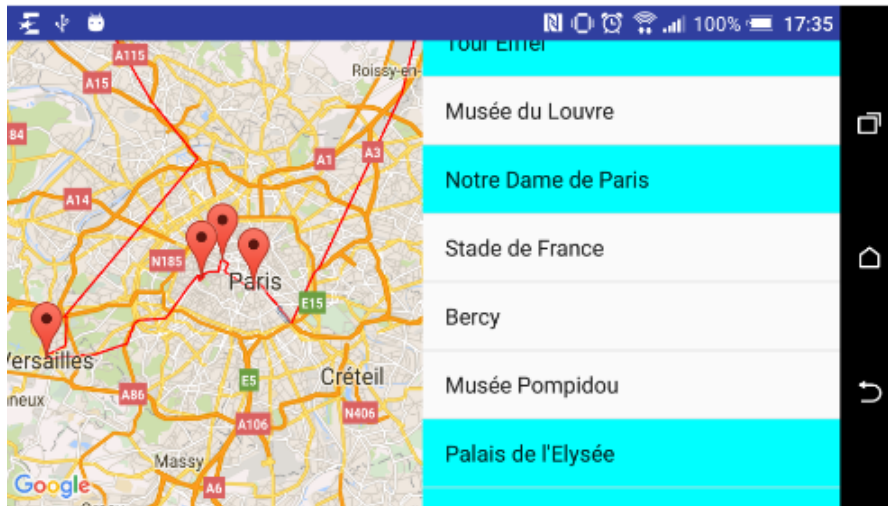 100% 17:35
A115
A15
Roissy-en-
84
A1
A3
A14
N185
Paris
E15
Versailles
neux
A86
E5
Créteil
N406
A106
Massy
Google
A6
Tour Eiffel
Musée du Louvre
Notre Dame de Paris
Stade de France
Bercy
Musée Pompidou
Palais de l'Elysée